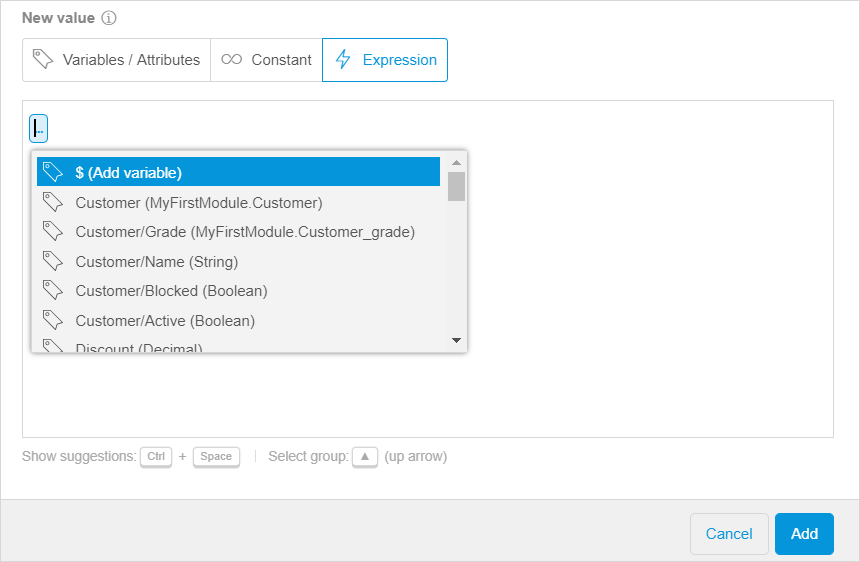 New value
Variables / Attributes Constant Expression
...
$ (Add variable)
Customer (MyFirstModule.Customer)
Customer/Grade (MyFirstModule.Customer_grade)
Customer/Name (String)
Customer/Blocked (Boolean)
Customer/Active (Boolean)
Discount (Decimal)
Show suggestions: Ctrl + Space Select group: ▲ (up arrow)
Cancel Add